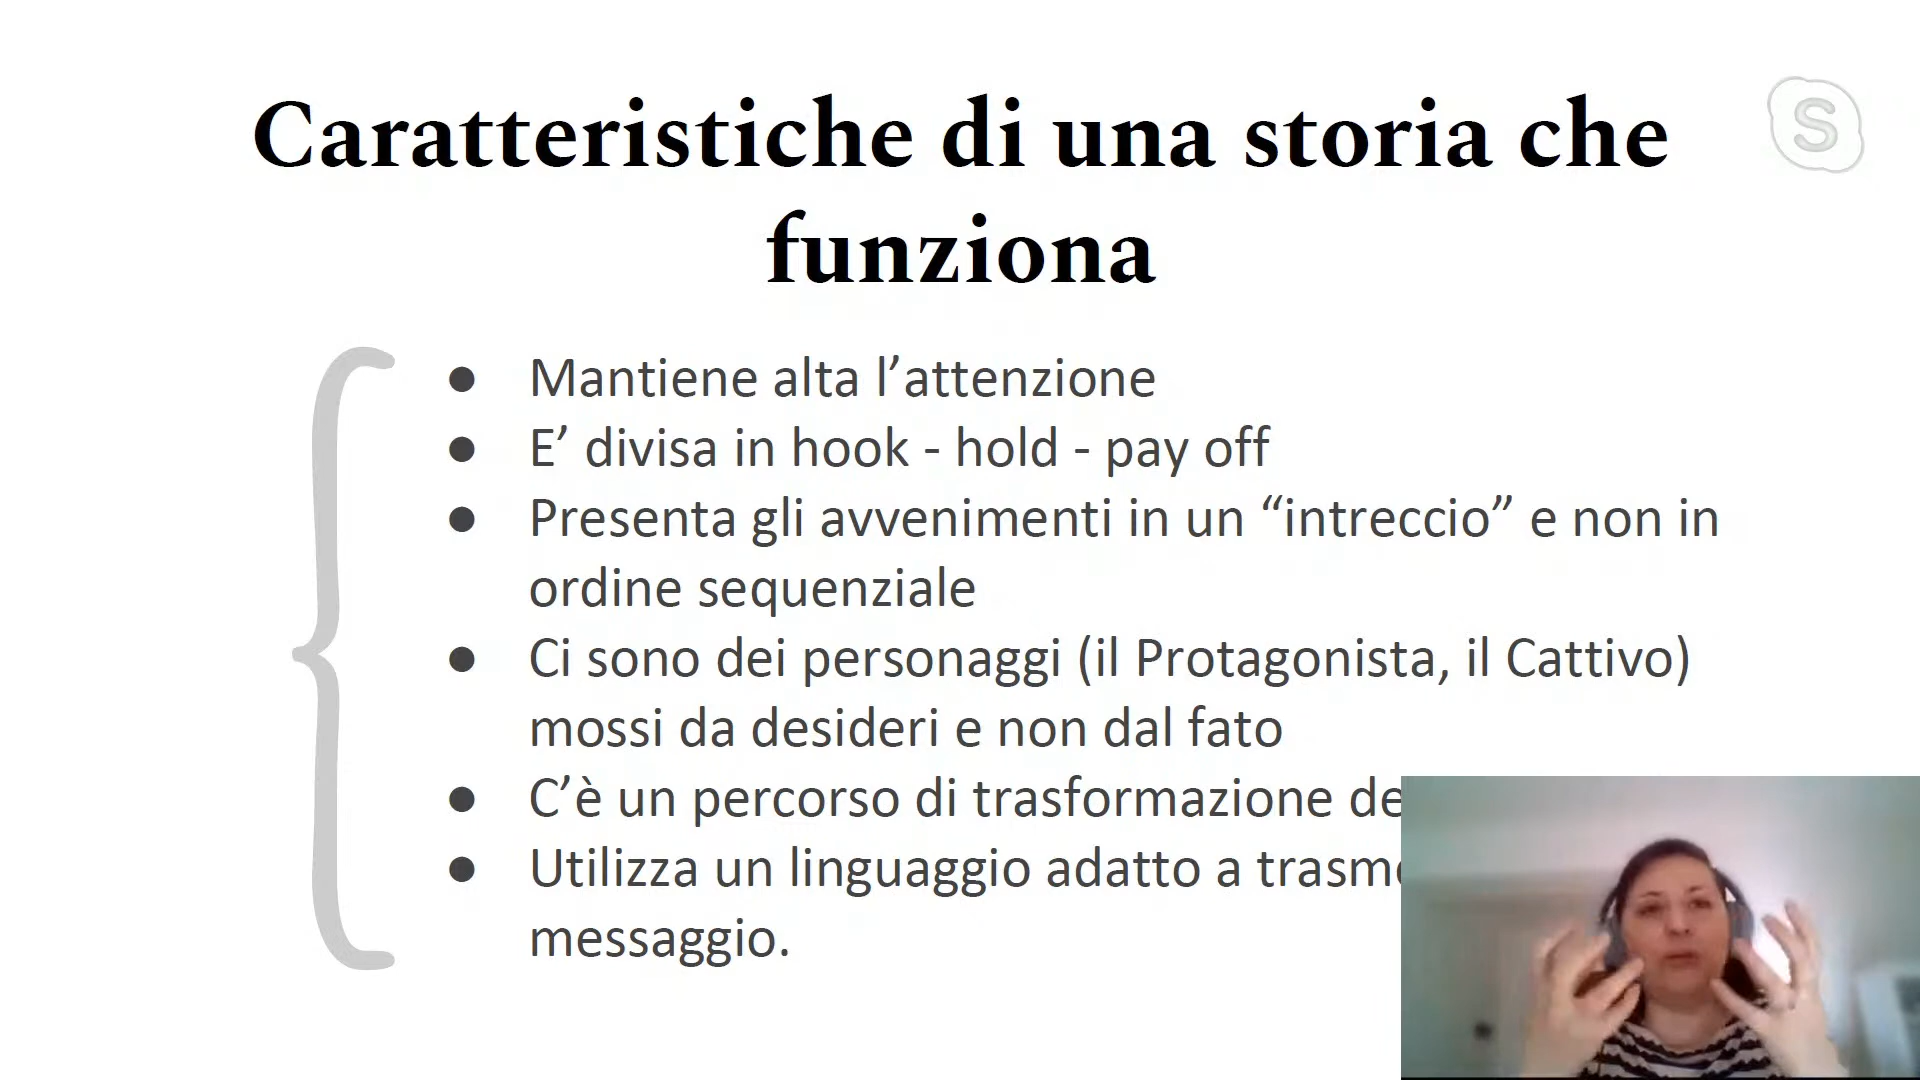 Caratteristiche di una storia che
funziona
S
● Mantiene alta l’attenzione
● E’ divisa in hook - hold - pay off
● Presenta gli avvenimenti in un “intreccio” e non in
ordine sequenziale
● Ci sono dei personaggi (il Protagonista, il Cattivo)
mossi da desideri e non dal fato
● C’è un percorso di trasformazione
● Utilizza un linguaggio adatto a
messaggio.